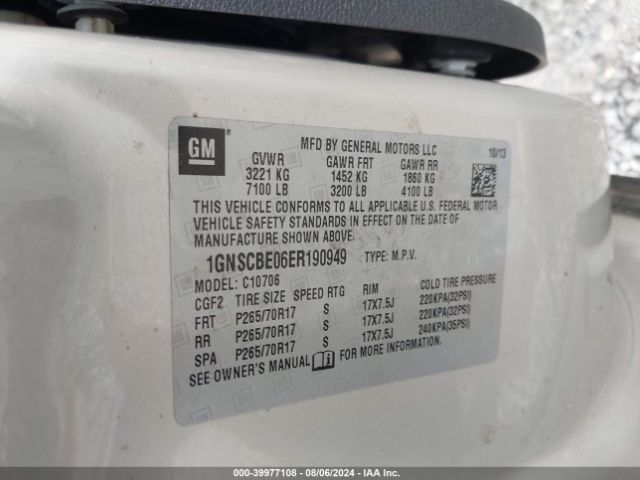 GM
MFD BY GENERAL MOTORS LLC 10/13
GVWR GAWR FRT GAWR RR
3221 KG 1452 KG 1860 KG
7100 LB 3200 LB 4100 LB
THIS VEHICLE CONFORMS TO ALL APPLICABLE U.S. FEDERAL MOTOR
VEHICLE SAFETY STANDARDS IN EFFECT ON THE DATE OF
MANUFACTURE SHOWN ABOVE.
1GNSCBE06ER190949 TYPE: M.P.V.
MODEL: C10706
CGF2 TIRE SIZE SPEED RTG RIM COLD TIRE PRESSURE
FRT P265/70R17 S 17X7.5J 220KPA(32PSI)
RR P265/70R17 S 17X7.5J 220KPA(32PSI)
SPA P265/70R17 S 17X7.5J 240KPA(35PSI)
SEE OWNER'S MANUAL FOR MORE INFORMATION.
000-39977108 - 08/06/2024 - IAA Inc.